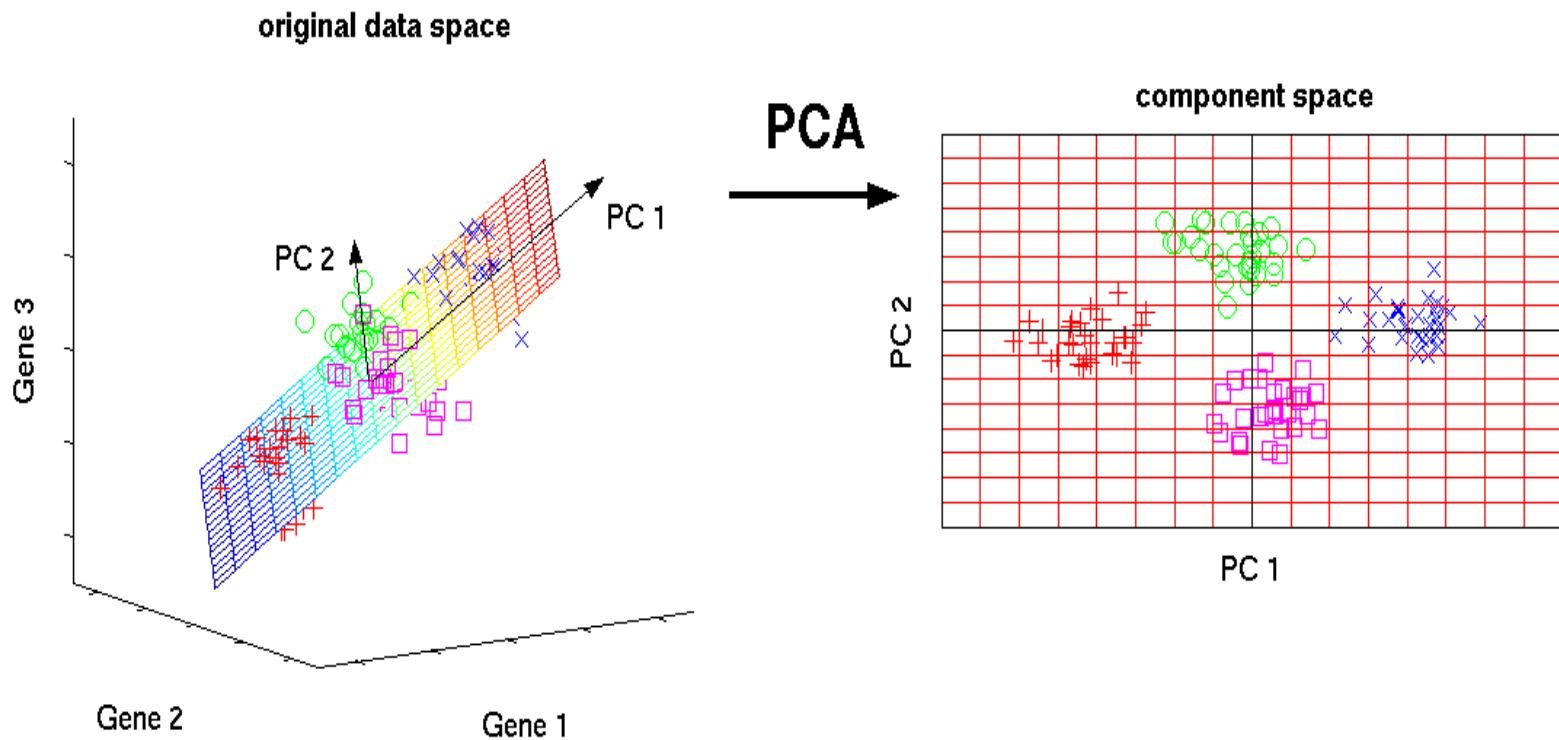 original data space
PCA
component space
PC 1
PC 2
Gene 3
Gene 2
Gene 1
PC 2
PC 1